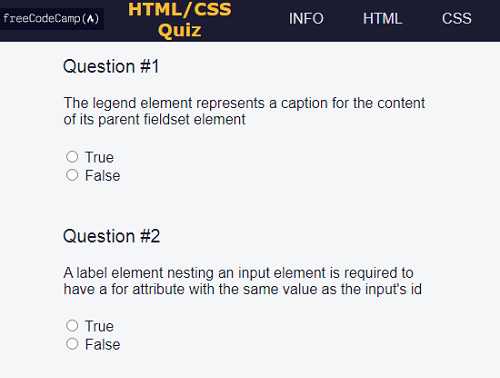 freeCodeCamp(🔥)
HTML/CSS
Quiz
INFO
HTML
CSS
Question #1
The legend element represents a caption for the content
of its parent fieldset element
True
False
Question #2
A label element nesting an input element is required to
have a for attribute with the same value as the input's id
True
False